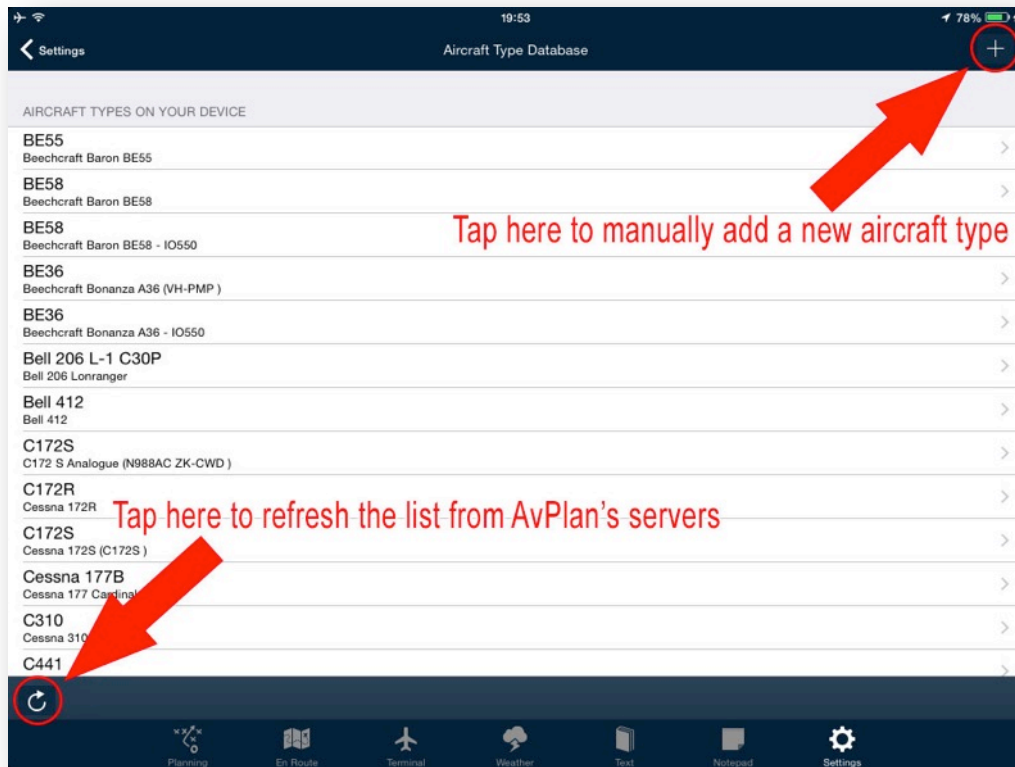 19:53
78%
Settings
Aircraft Type Database
AIRCRAFT TYPES ON YOUR DEVICE
BE55
Beechcraft Baron BE55
BE58
Beechcraft Baron BE58
Tap here to manually add a new aircraft type
BE58
Beechcraft Baron BE58 - IO550
BE36
Beechcraft Bonanza A36 (VH-PMP )
BE36
Beechcraft Bonanza A36 - IO550
Bell 206 L-1 C30P
Bell 206 Lonranger
Bell 412
Bell 412
C172S
C172 S Analogue (N988AC ZK-CWD )
C172R
Cessna 172R
Tap here to refresh the list from AvPlan's servers
C172S
Cessna 172S (C172S )
Cessna 177B
Cessna 177 Cardinal
C310
Cessna 310
C441
Planning
En Route
Terminal
Weather
Text
Notepad
Settings